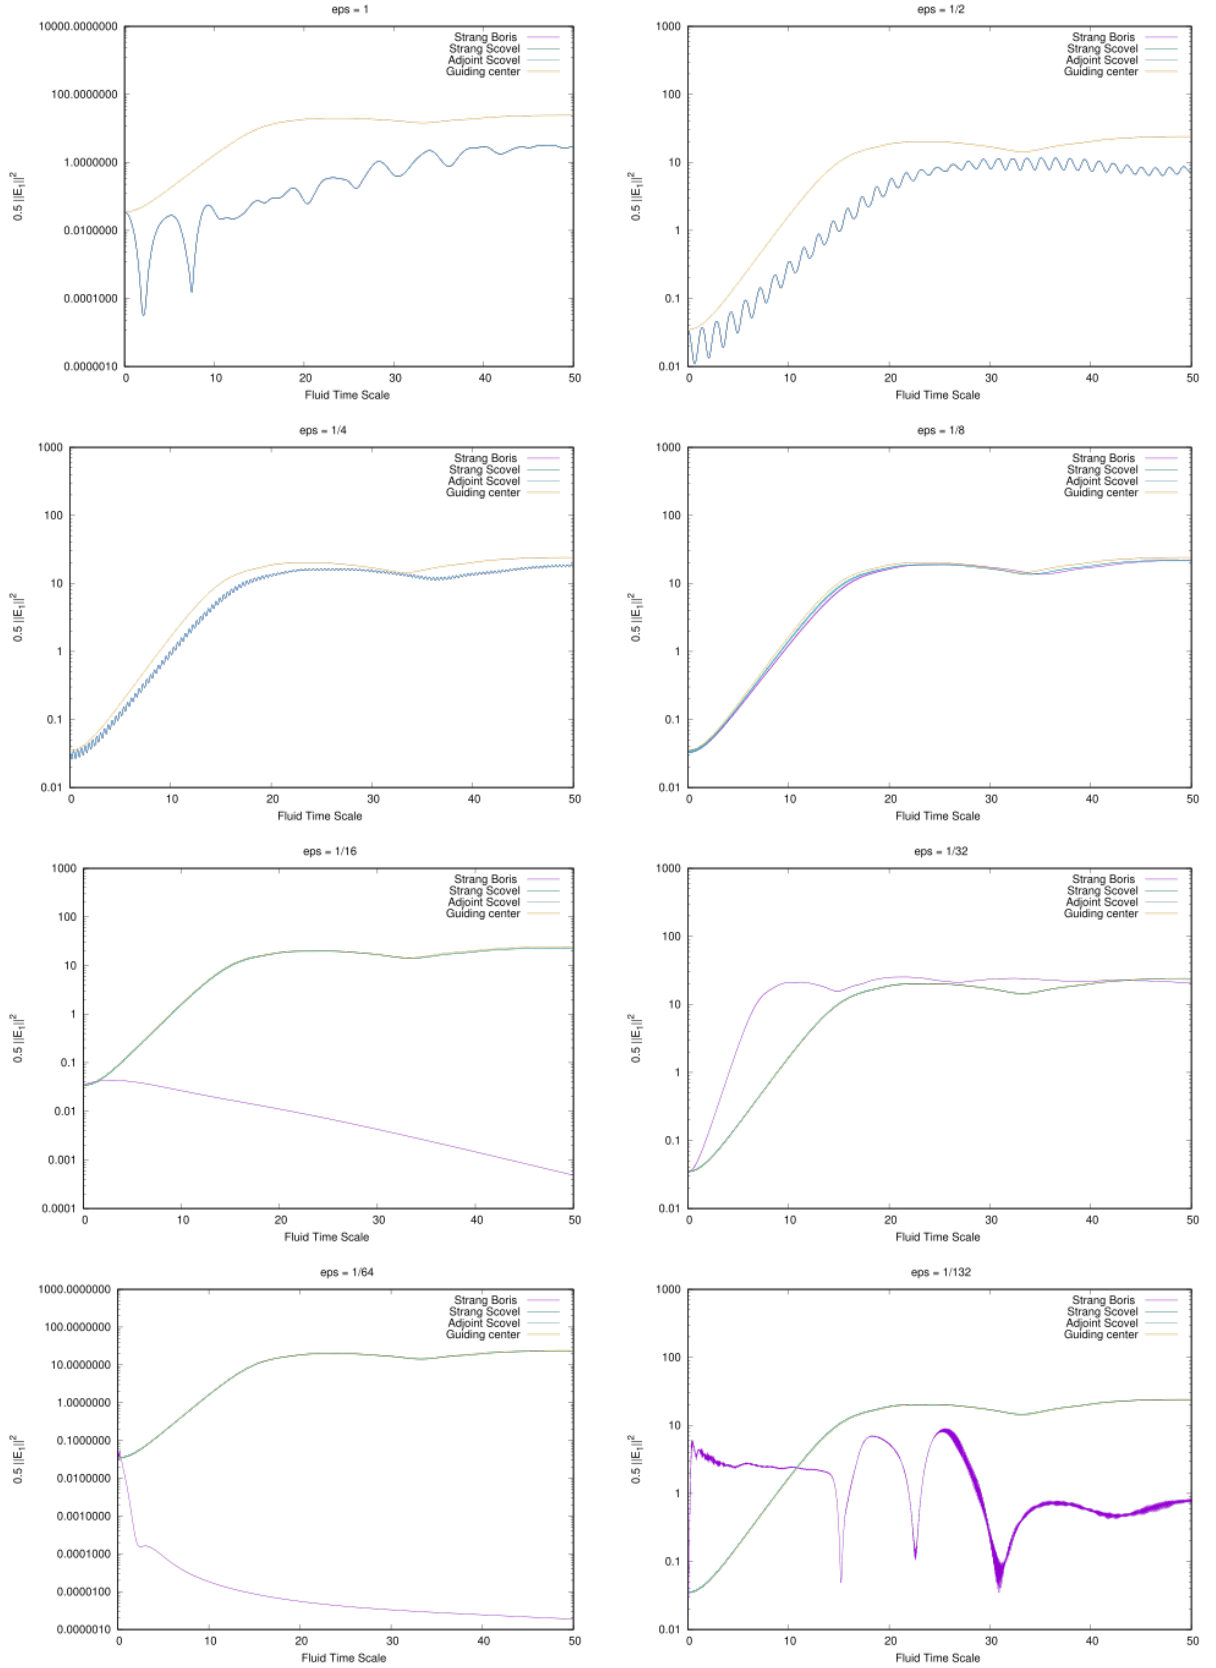 eps = 1
10000.0000000
100.0000000
1.0000000
0.0100000
0.0001000
0.0000010
0.5 ||E₁||²
Strang Boris
Strang Scovel
Adjoint Scovel
Guiding center
0 10 20 30 40 50
Fluid Time Scale
eps = 1/2
1000
100
10
1
0.1
0.01
0.5 ||E₁||²
Strang Boris
Strang Scovel
Adjoint Scovel
Guiding center
0 10 20 30 40 50
Fluid Time Scale
eps = 1/4
1000
100
10
1
0.1
0.01
0.5 ||E₁||²
Strang Boris
Strang Scovel
Adjoint Scovel
Guiding center
0 10 20 30 40 50
Fluid Time Scale
eps = 1/8
1000
100
10
1
0.1
0.01
0.5 ||E₁||²
Strang Boris
Strang Scovel
Adjoint Scovel
Guiding center
0 10 20 30 40 50
Fluid Time Scale
eps = 1/16
1000
100
10
1
0.1
0.01
0.001
0.0001
0.5 ||E₁||²
Strang Boris
Strang Scovel
Adjoint Scovel
Guiding center
0 10 20 30 40 50
Fluid Time Scale
eps = 1/32
1000
100
10
1
0.1
0.01
0.5 ||E₁||²
Strang Boris
Strang Scovel
Adjoint Scovel
Guiding center
0 10 20 30 40 50
Fluid Time Scale
eps = 1/64
1000.0000000
100.0000000
10.0000000
1.0000000
0.1000000
0.0100000
0.0010000
0.0001000
0.0000100
0.0000010
0.5 ||E₁||²
Strang Boris
Strang Scovel
Adjoint Scovel
Guiding center
0 10 20 30 40 50
Fluid Time Scale
eps = 1/132
1000
100
10
1
0.1
0.01
0.5 ||E₁||²
Strang Boris
Strang Scovel
Adjoint Scovel
Guiding center
0 10 20 30 40 50
Fluid Time Scale